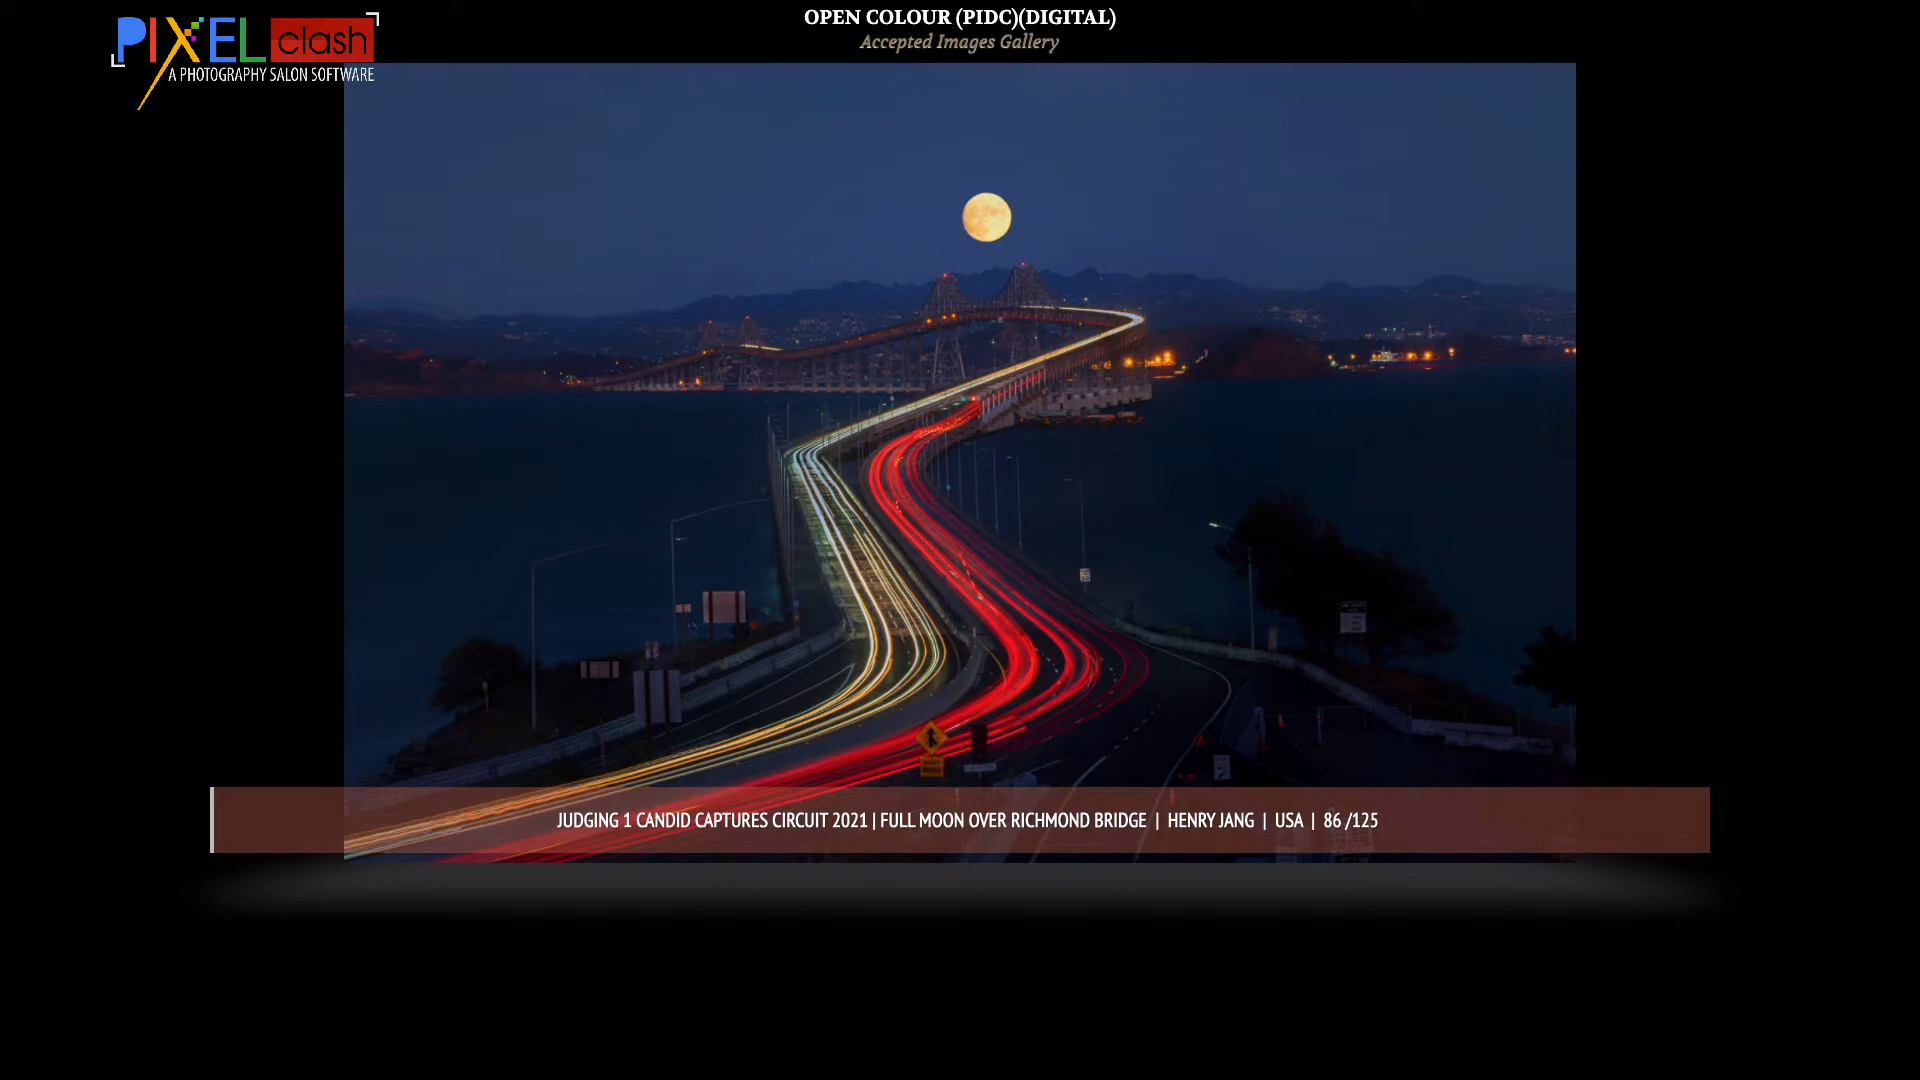 PIXEL clash
A PHOTOGRAPHY SALON SOFTWARE
OPEN COLOUR (PIDC)(DIGITAL)
Accepted Images Gallery
JUDGING 1 CANDID CAPTURES CIRCUIT 2021 | FULL MOON OVER RICHMOND BRIDGE | HENRY JANG | USA | 86 /125